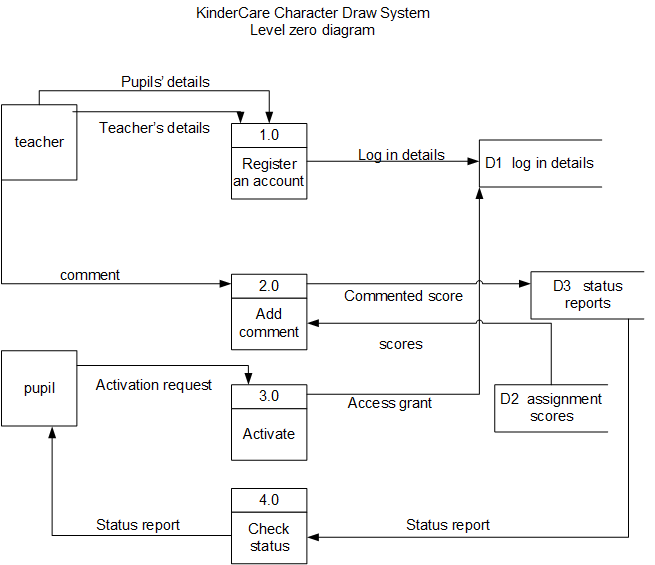 KinderCare Character Draw System
Level zero diagram
Pupils' details
teacher
Teacher's details
1.0
Register
an account
Log in details
D1 log in details
comment
2.0
Add
comment
Commented score
D3 status
reports
scores
pupil
Activation request
3.0
Activate
Access grant
D2 assignment
scores
4.0
Check
status
Status report
Status report